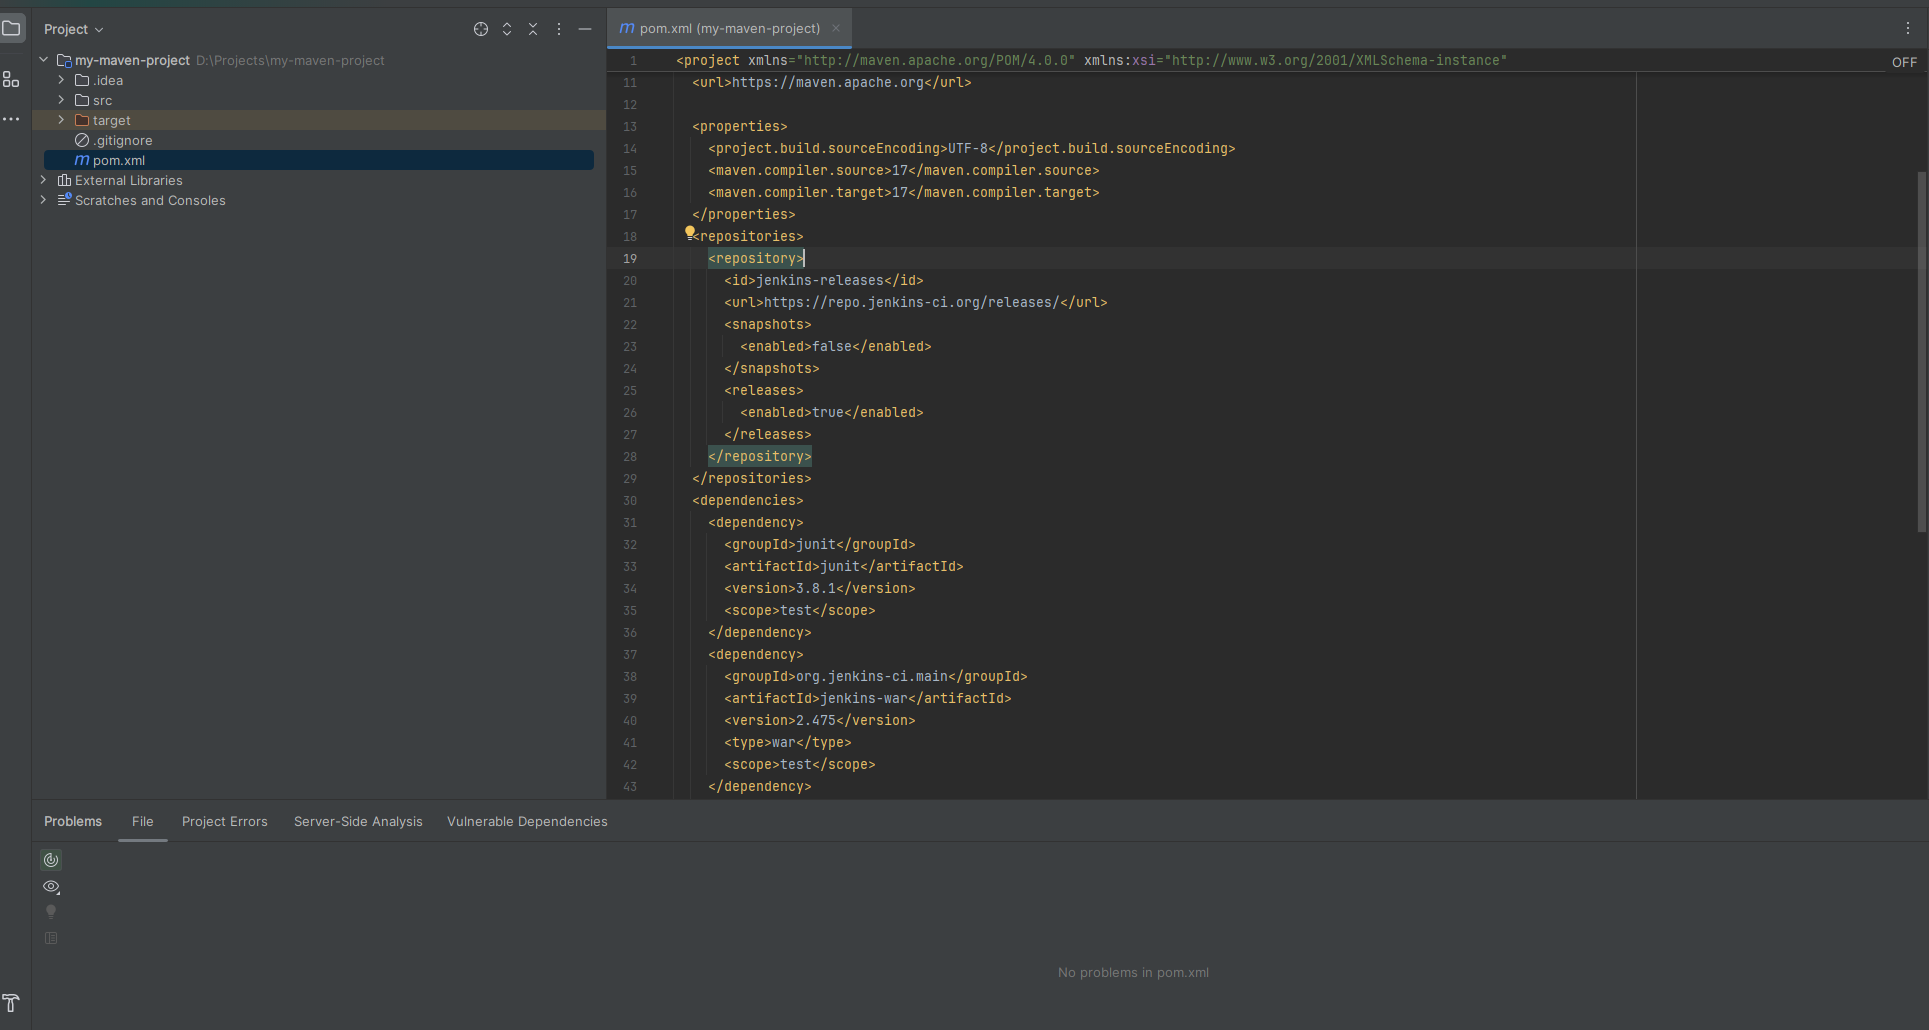 Project
my-maven-project D:\Projects\my-maven-project
.idea
src
target
.gitignore
m pom.xml
External Libraries
Scratches and Consoles
m pom.xml (my-maven-project)
OFF
1 <project xmlns="http://maven.apache.org/POM/4.0.0" xmlns:xsi="http://www.w3.org/2001/XMLSchema-instance"
11 <url>https://maven.apache.org</url>
12
13 <properties>
14 <project.build.sourceEncoding>UTF-8</project.build.sourceEncoding>
15 <maven.compiler.source>17</maven.compiler.source>
16 <maven.compiler.target>17</maven.compiler.target>
17 </properties>
18 <repositories>
19 <repository>
20 <id>jenkins-releases</id>
21 <url>https://repo.jenkins-ci.org/releases/</url>
22 <snapshots>
23 <enabled>false</enabled>
24 </snapshots>
25 <releases>
26 <enabled>true</enabled>
27 </releases>
28 </repository>
29 </repositories>
30 <dependencies>
31 <dependency>
32 <groupId>junit</groupId>
33 <artifactId>junit</artifactId>
34 <version>3.8.1</version>
35 <scope>test</scope>
36 </dependency>
37 <dependency>
38 <groupId>org.jenkins-ci.main</groupId>
39 <artifactId>jenkins-war</artifactId>
40 <version>2.475</version>
41 <type>war</type>
42 <scope>test</scope>
43 </dependency>
Problems File Project Errors Server-Side Analysis Vulnerable Dependencies
No problems in pom.xml